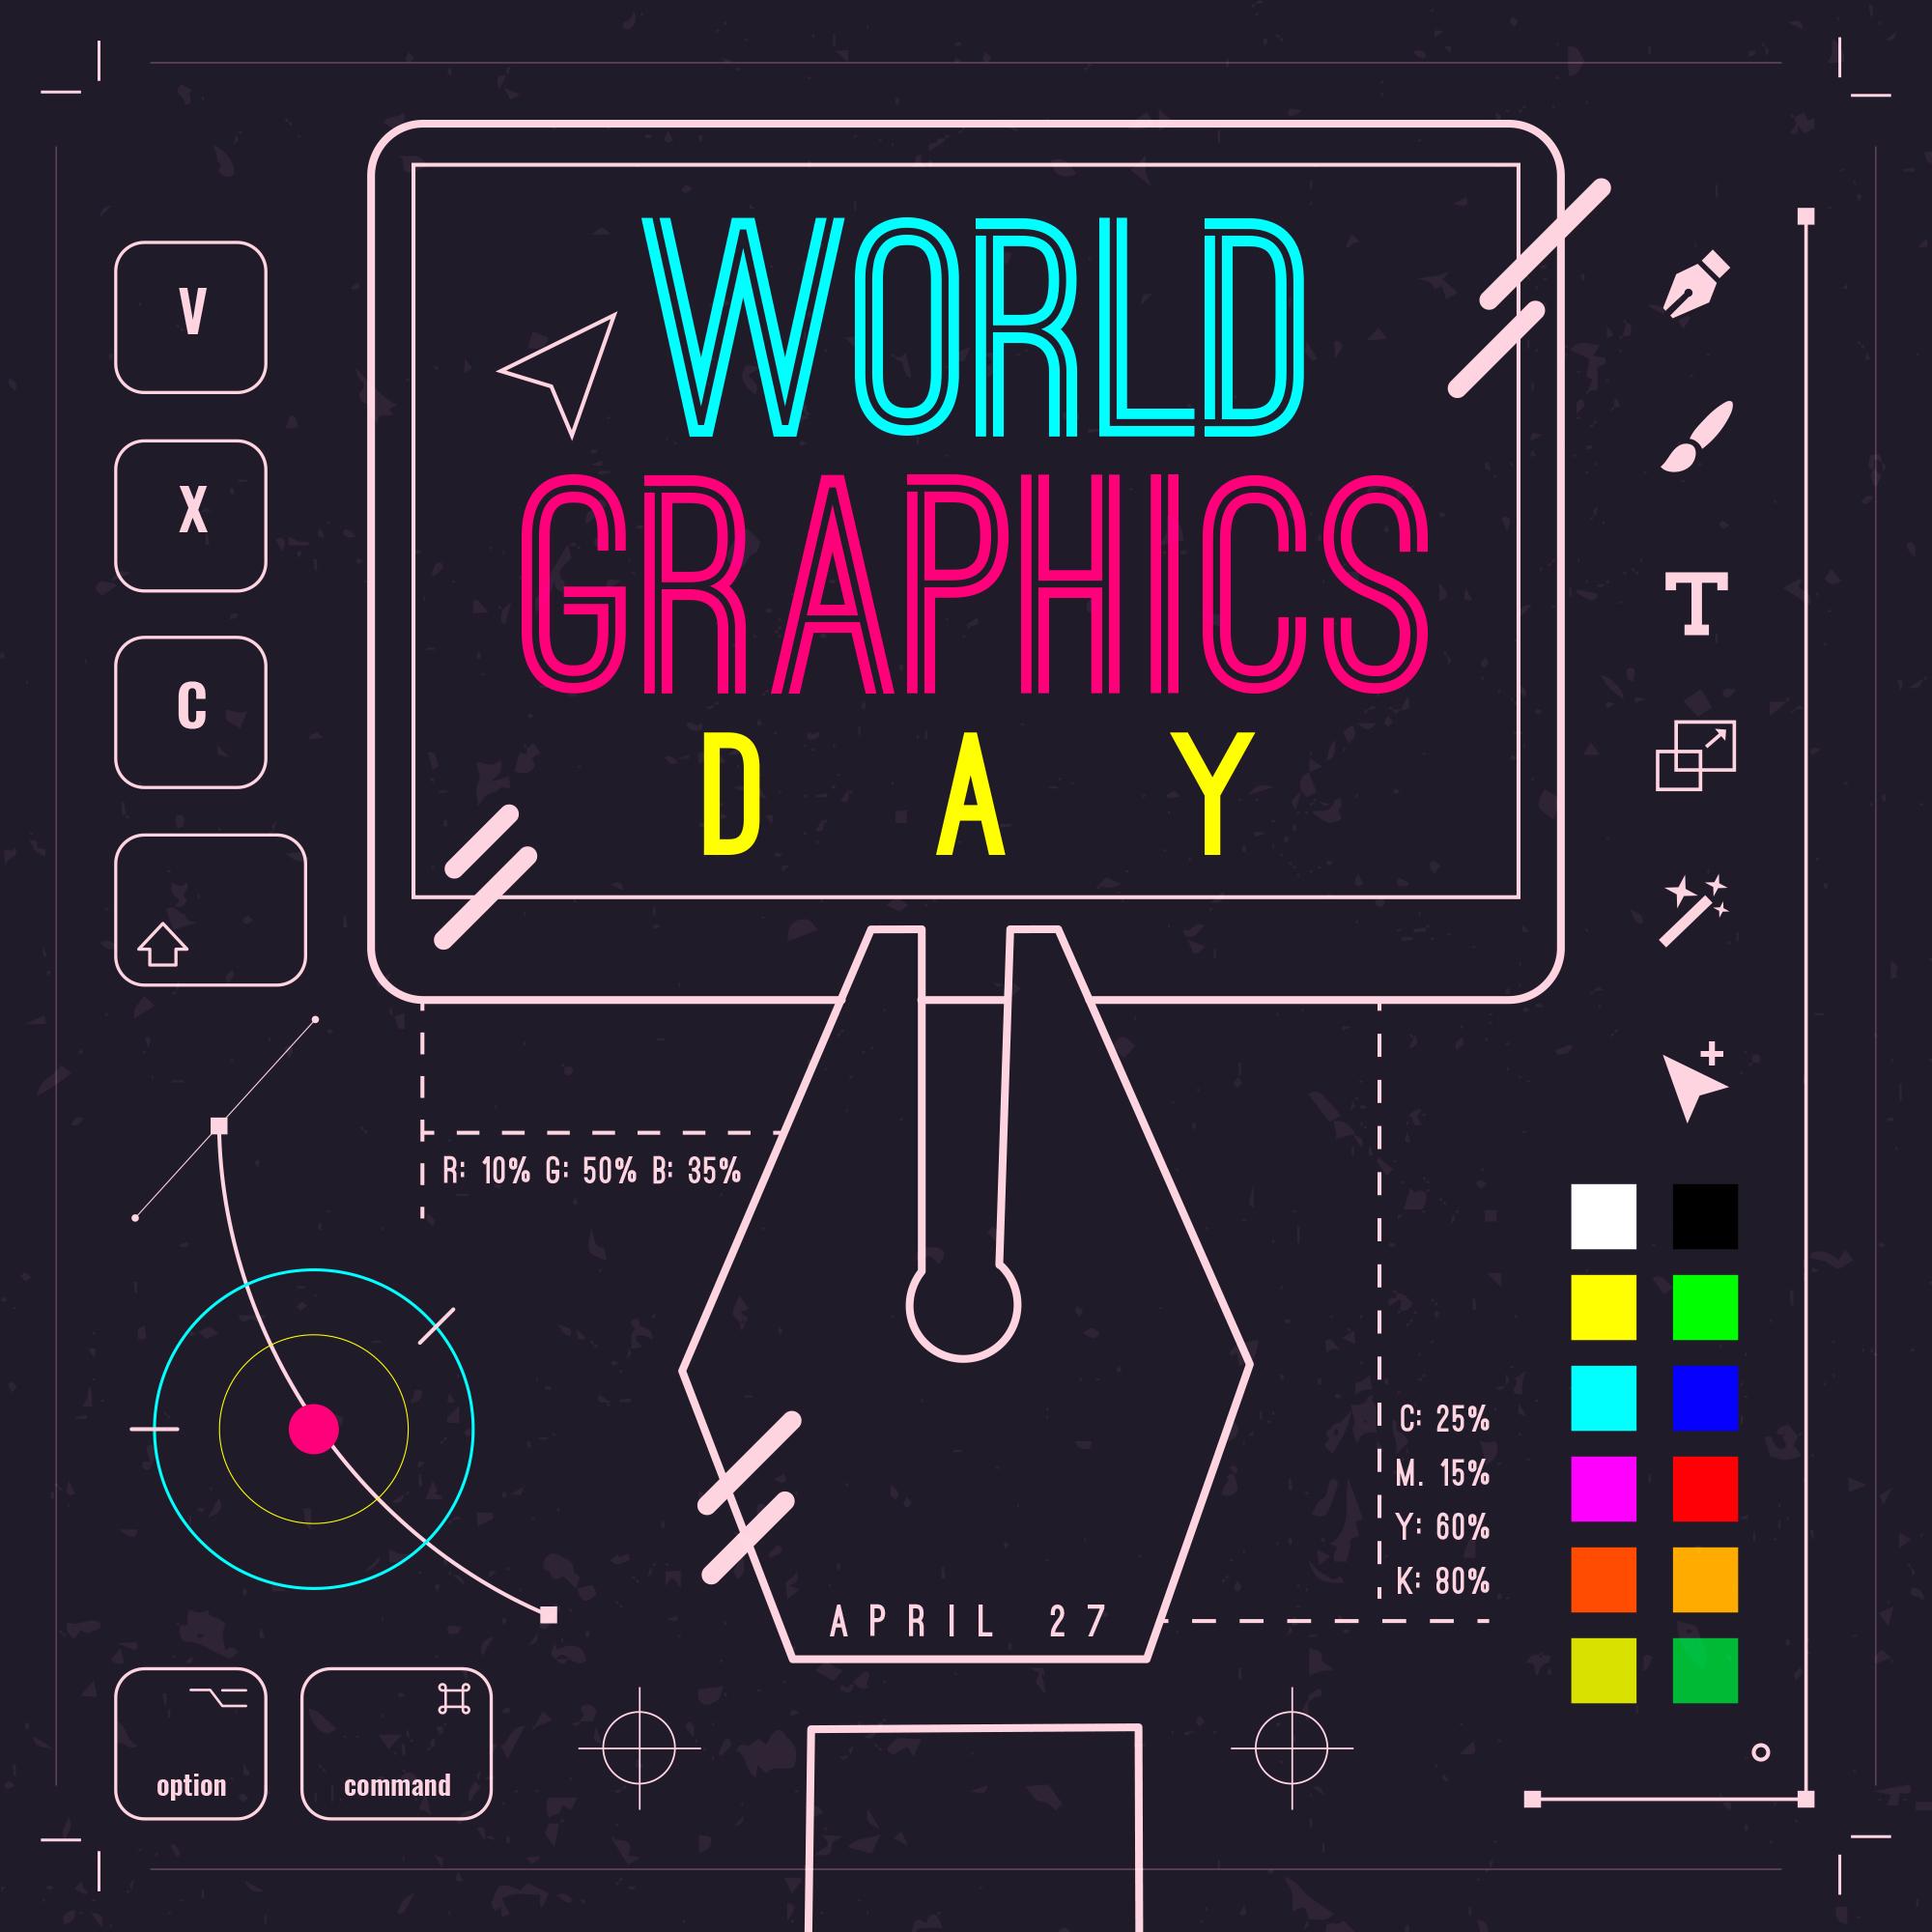 WORLD
GRAPHICS
DAY
V
X
C
T
R: 10% G: 50% B: 35%
C: 25%
M. 15%
Y: 60%
K: 80%
APRIL 27
option
command